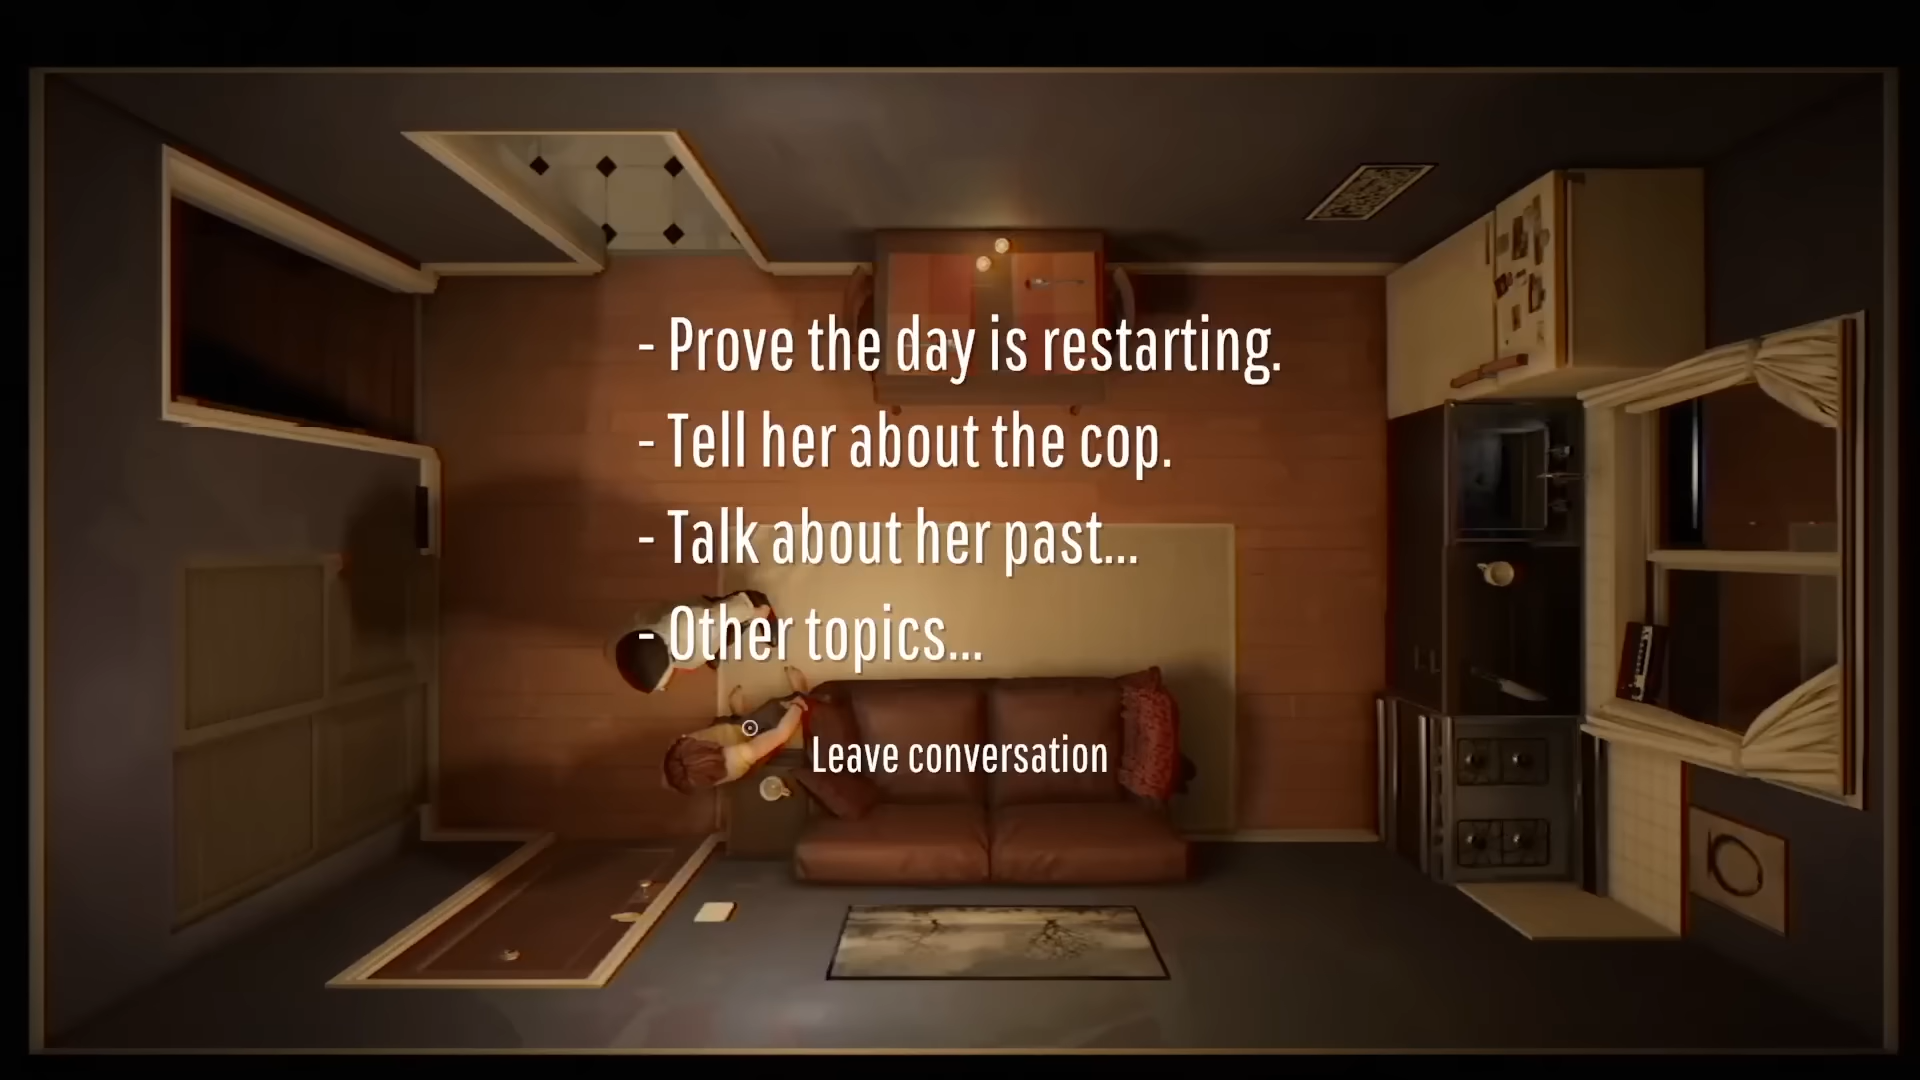 - Prove the day is restarting.
- Tell her about the cop.
- Talk about her past...
- Other topics...
Leave conversation